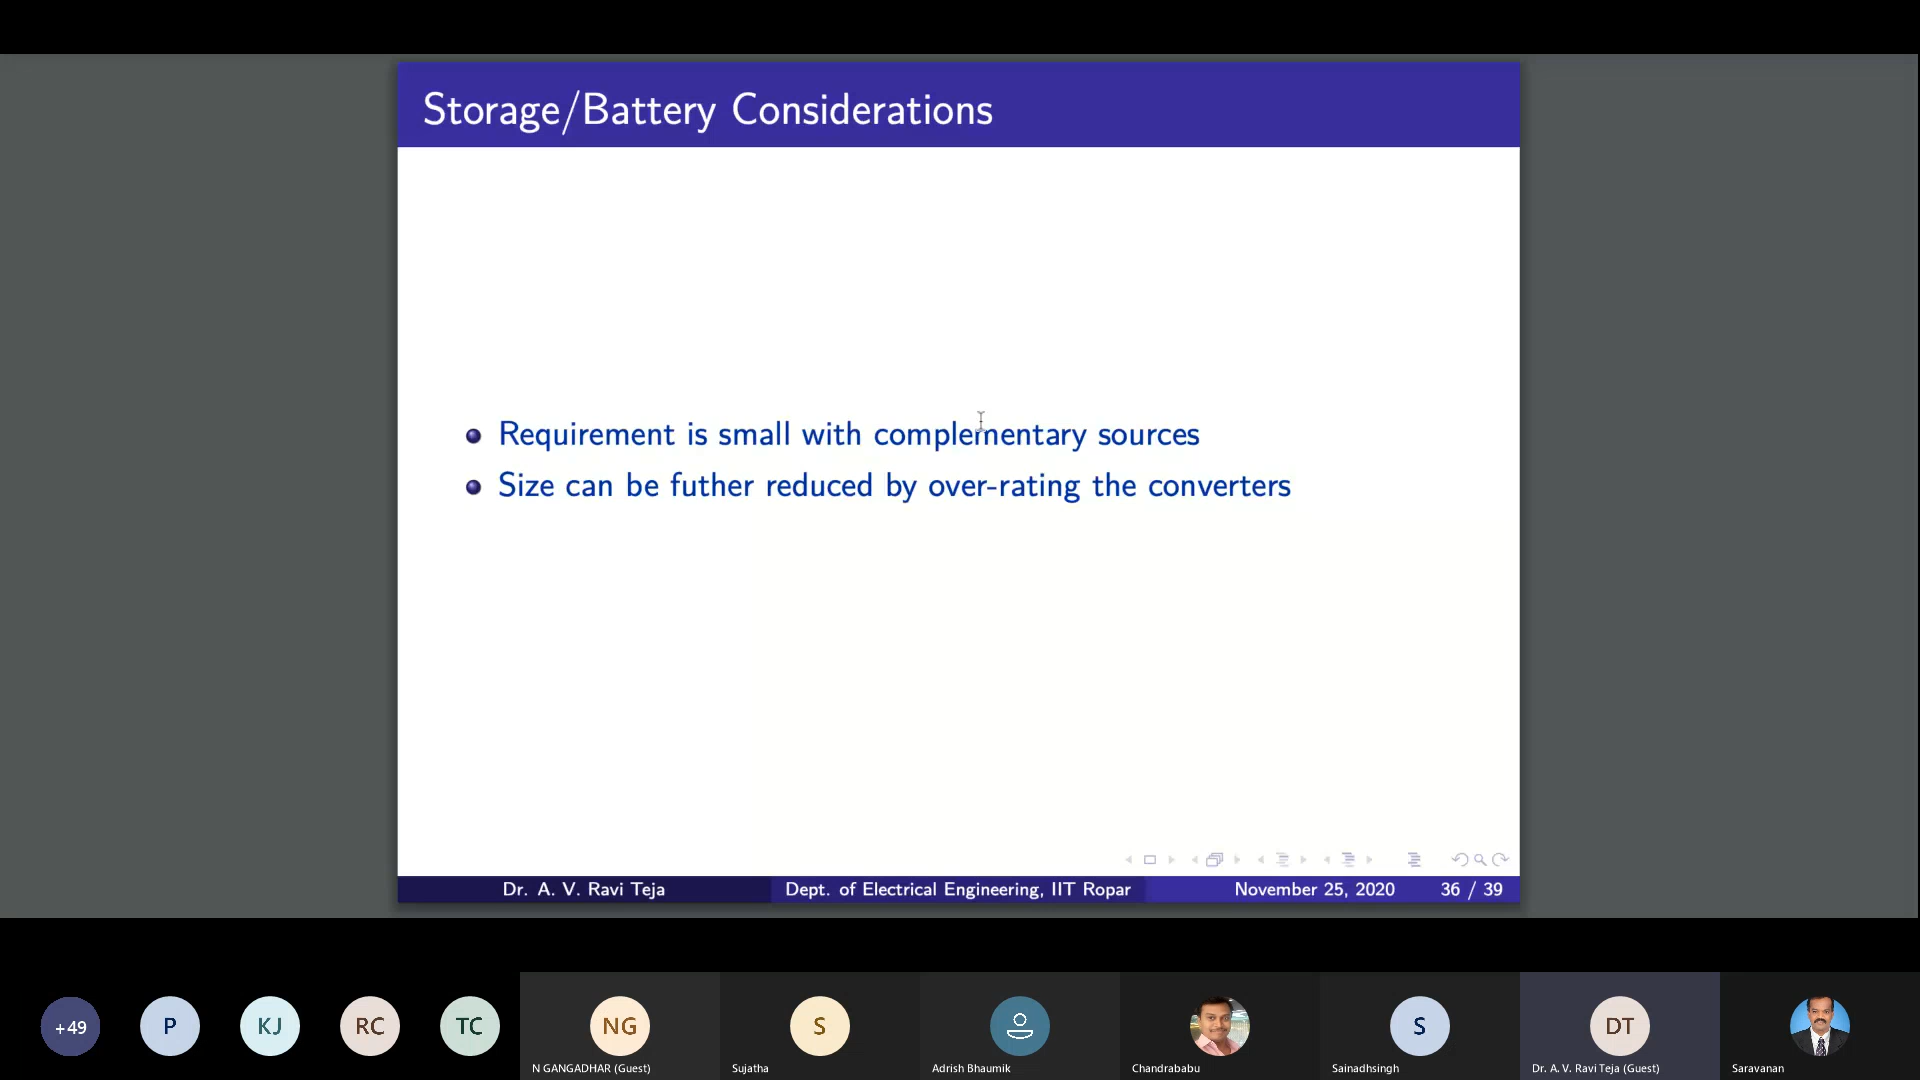 Storage/Battery Considerations
Requirement is small with complementary sources
Size can be futher reduced by over-rating the converters
Dr. A. V. Ravi Teja Dept. of Electrical Engineering, IIT Ropar November 25, 2020 36 / 39
+49 P KJ RC TC NG S S DT
N GANGADHAR (Guest) Sujatha Adrish Bhaumik Chandrababu Sainadhsingh Dr. A. V. Ravi Teja (Guest) Saravanan